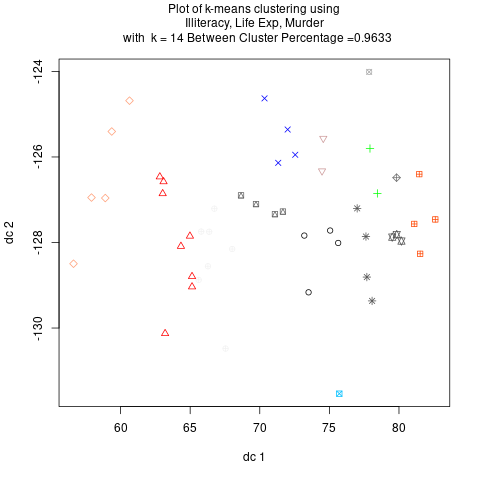 Plot of k-means clustering using
Illiteracy, Life Exp, Murder
with k = 14 Between Cluster Percentage =0.9633
-124
-126
-128
-130
dc 2
60
65
70
75
80
dc 1